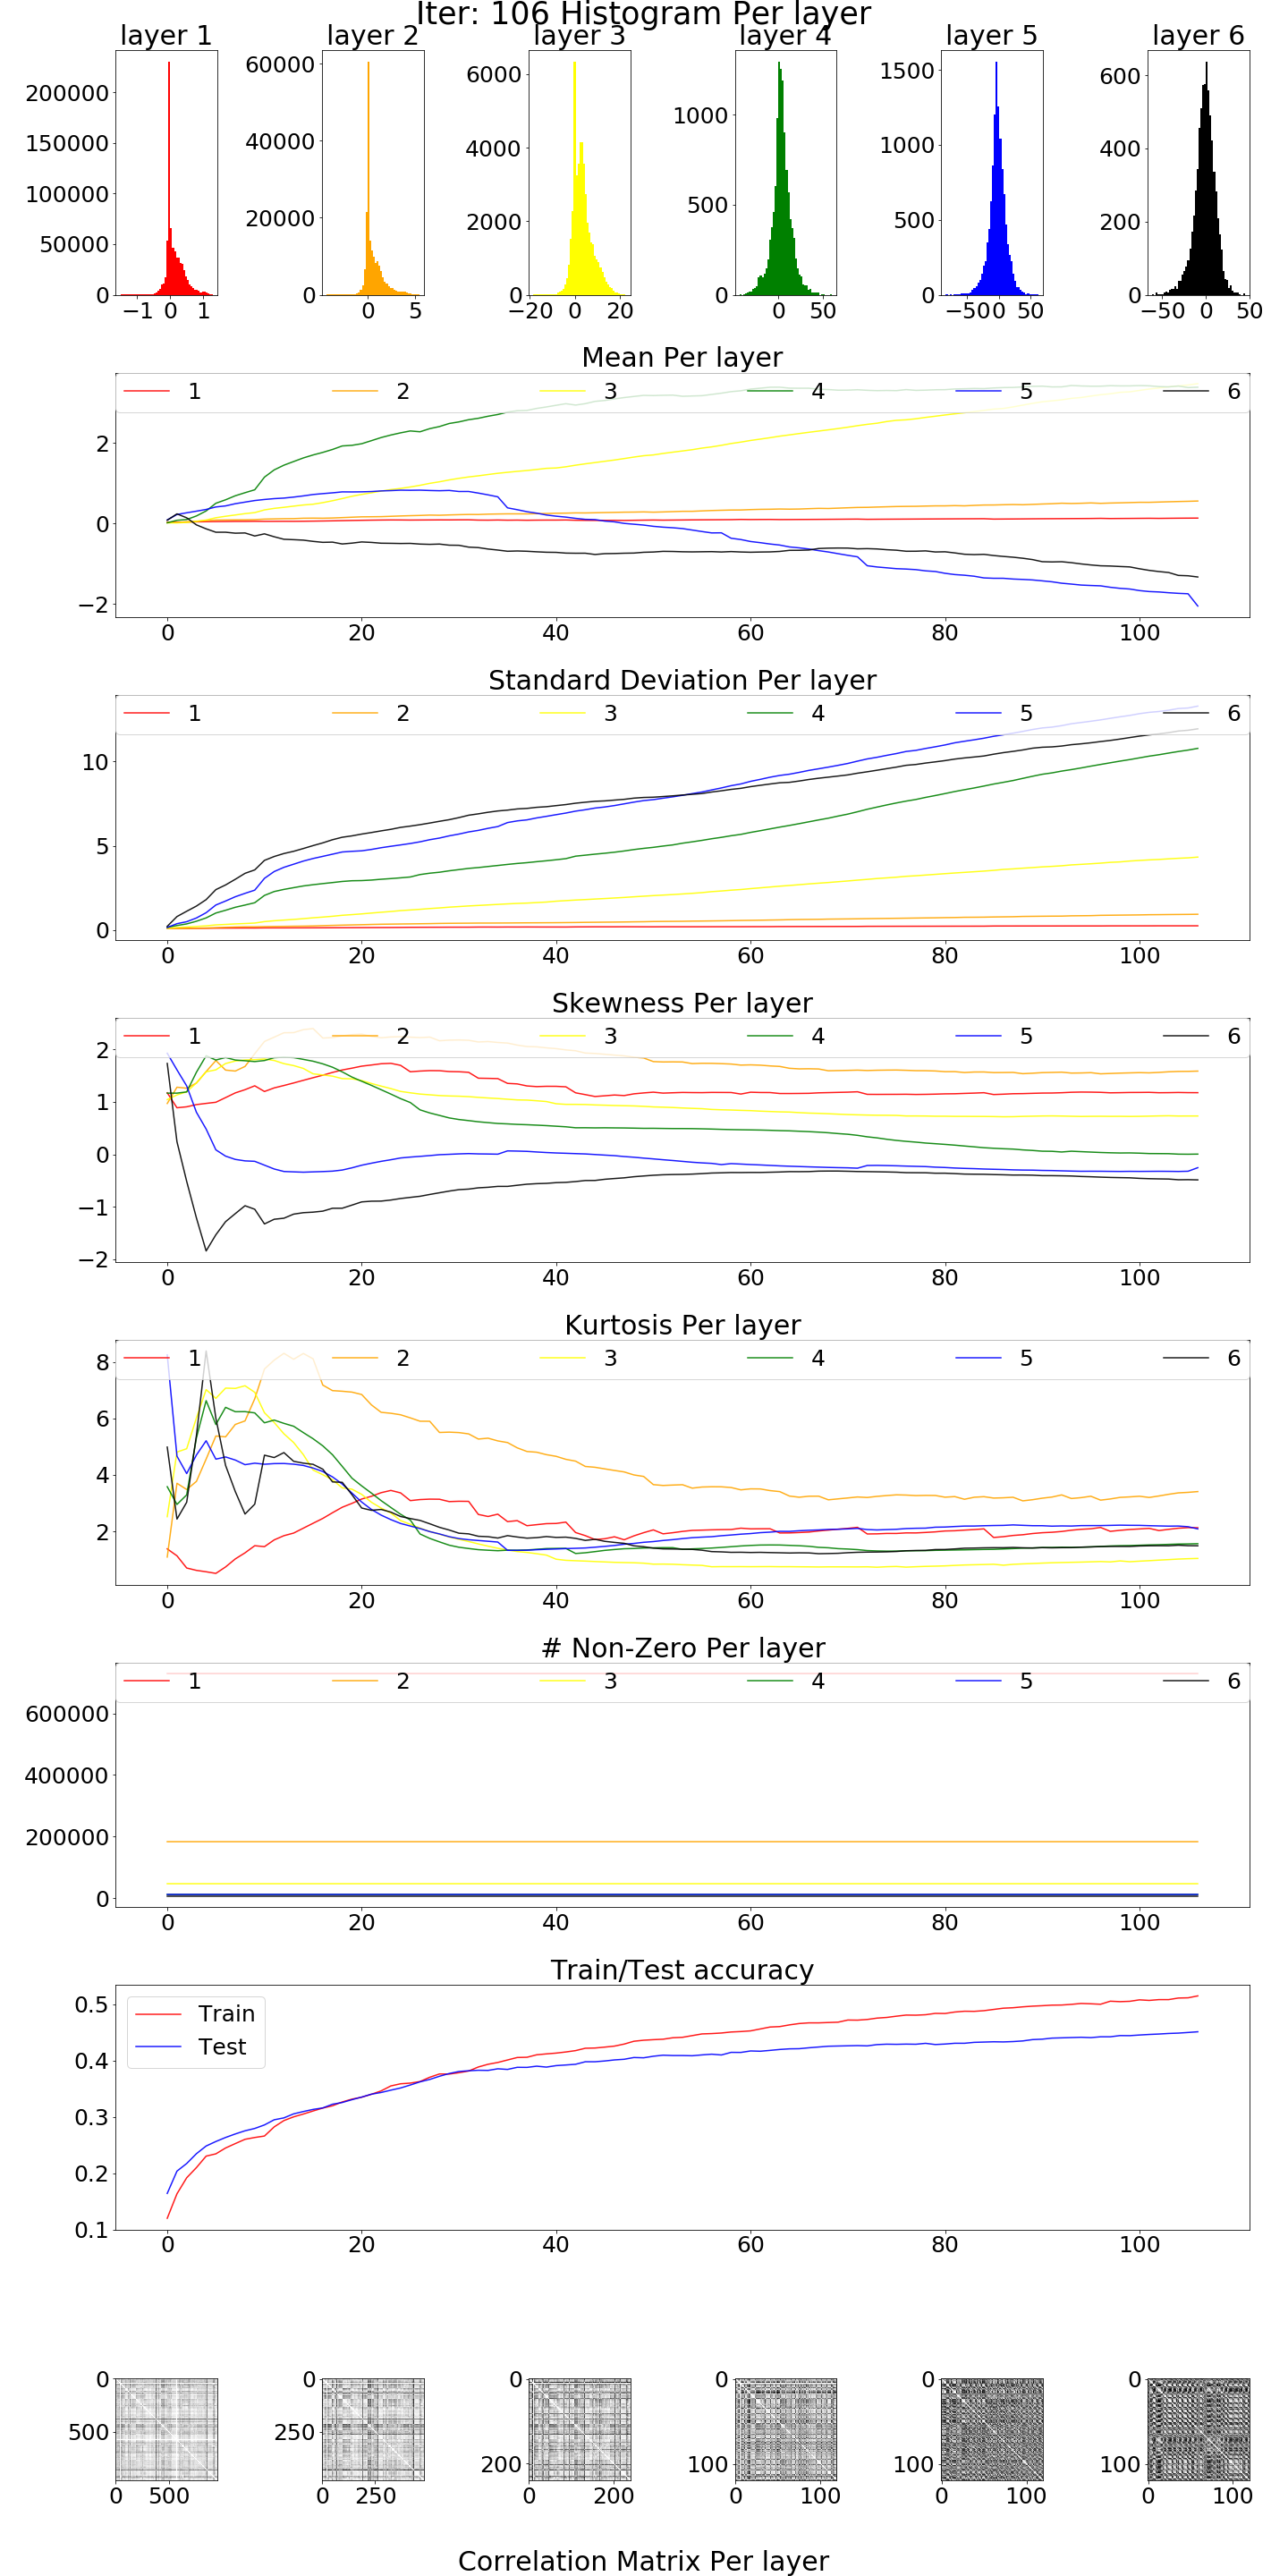 Iter: 106 Histogram Per layer
layer 1 layer 2 layer 3 layer 4 layer 5 layer 6
200000 150000 100000 50000 0
−1 0 1
60000 40000 20000 0
0 5
6000 4000 2000 0
−20 0 20
1000 500 0
0 50
1500 1000 500 0
−50 0 50
600 400 200 0
−50 0 50
Mean Per layer
1 2 3 4 5 6
2
0
−2
0 20 40 60 80 100
Standard Deviation Per layer
1 2 3 4 5 6
10
5
0
0 20 40 60 80 100
Skewness Per layer
1 2 3 4 5 6
2
1
0
−1
−2
0 20 40 60 80 100
Kurtosis Per layer
1 2 3 4 5 6
8
6
4
2
0 20 40 60 80 100
# Non-Zero Per layer
1 2 3 4 5 6
600000
400000
200000
0
0 20 40 60 80 100
Train/Test accuracy
Train
Test
0.5
0.4
0.3
0.2
0.1
0 20 40 60 80 100
0 0 0 0 0 0
500 250 200 100 100 100
0 500 0 250 0 200 0 100 0 100 0 100
Correlation Matrix Per layer